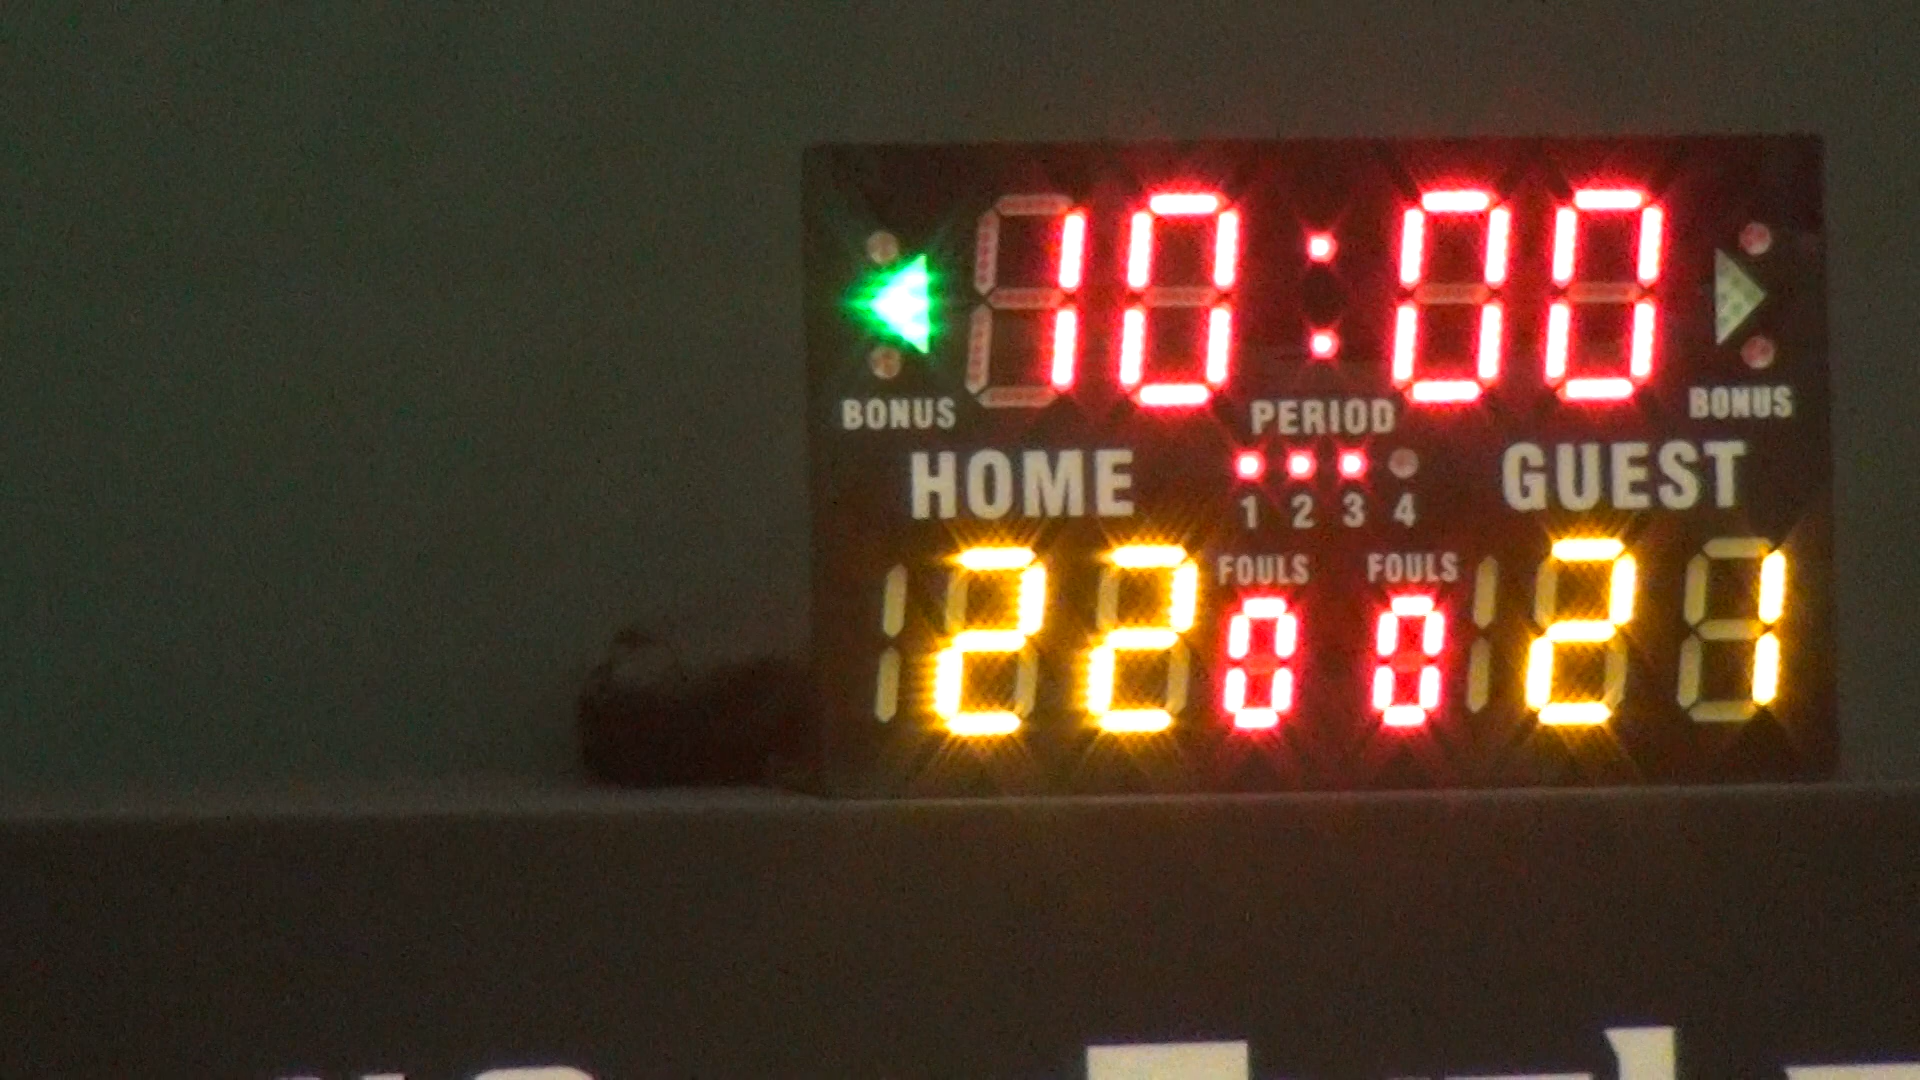 10:00
BONUS PERIOD BONUS
HOME GUEST
1 2 3 4
FOULS FOULS
22 0 0 21